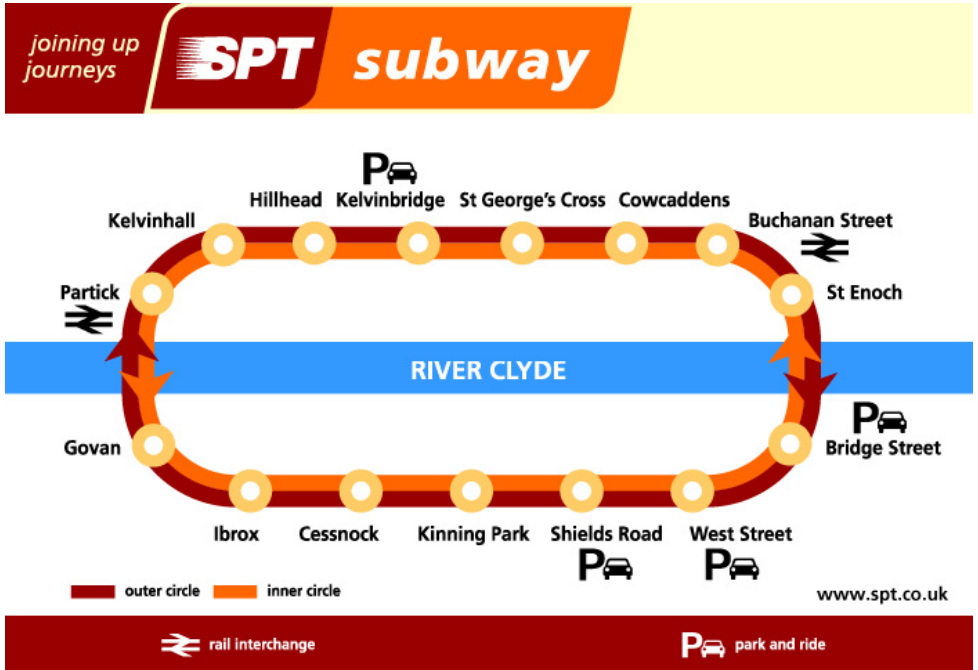 joining up
journeys
SPT subway
P
Hillhead Kelvinbridge St George's Cross Cowcaddens
Kelvinhall
Buchanan Street
Partick
St Enoch
RIVER CLYDE
P
Govan
Bridge Street
Ibrox Cessnock Kinning Park Shields Road West Street
P P
outer circle inner circle
www.spt.co.uk
rail interchange P park and ride